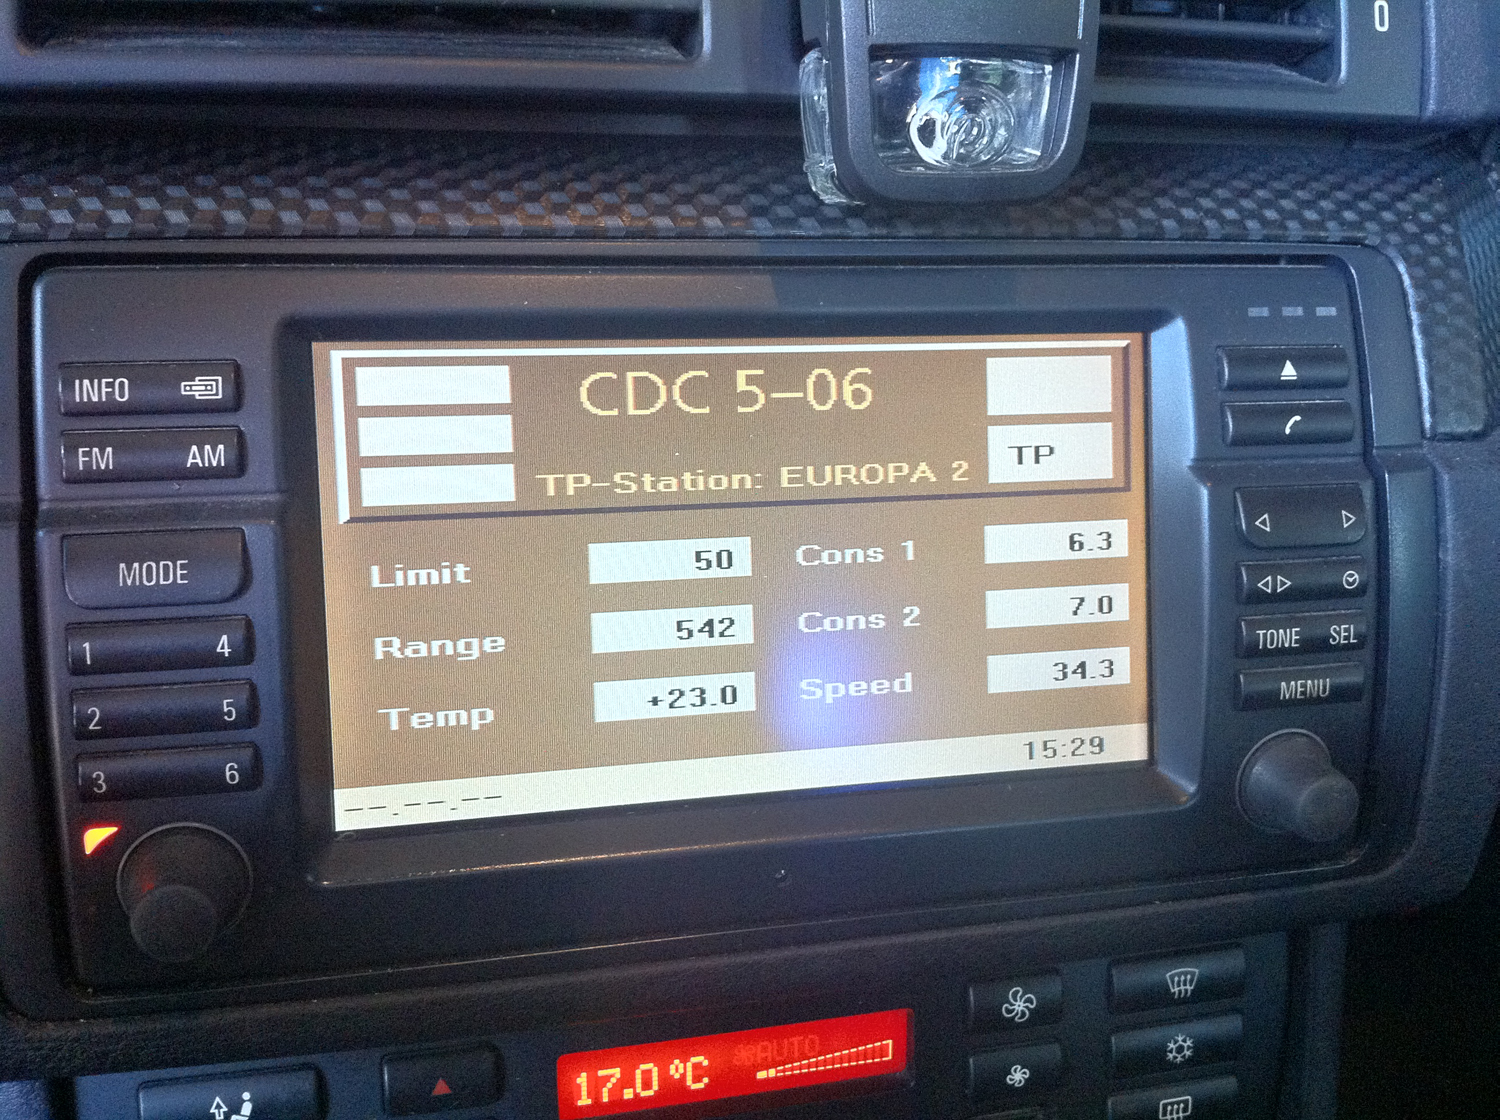 0
INFO
FM AM
MODE
1 4
2 5
3 6
CDC 5-06
TP-Station: EUROPA 2
TP
Limit 50
Range 542
Temp +23.0
Cons 1 6.3
Cons 2 7.0
Speed 34.3
--.--.-- 15:29
TONE SEL
MENU
17.0 °C
AUTO